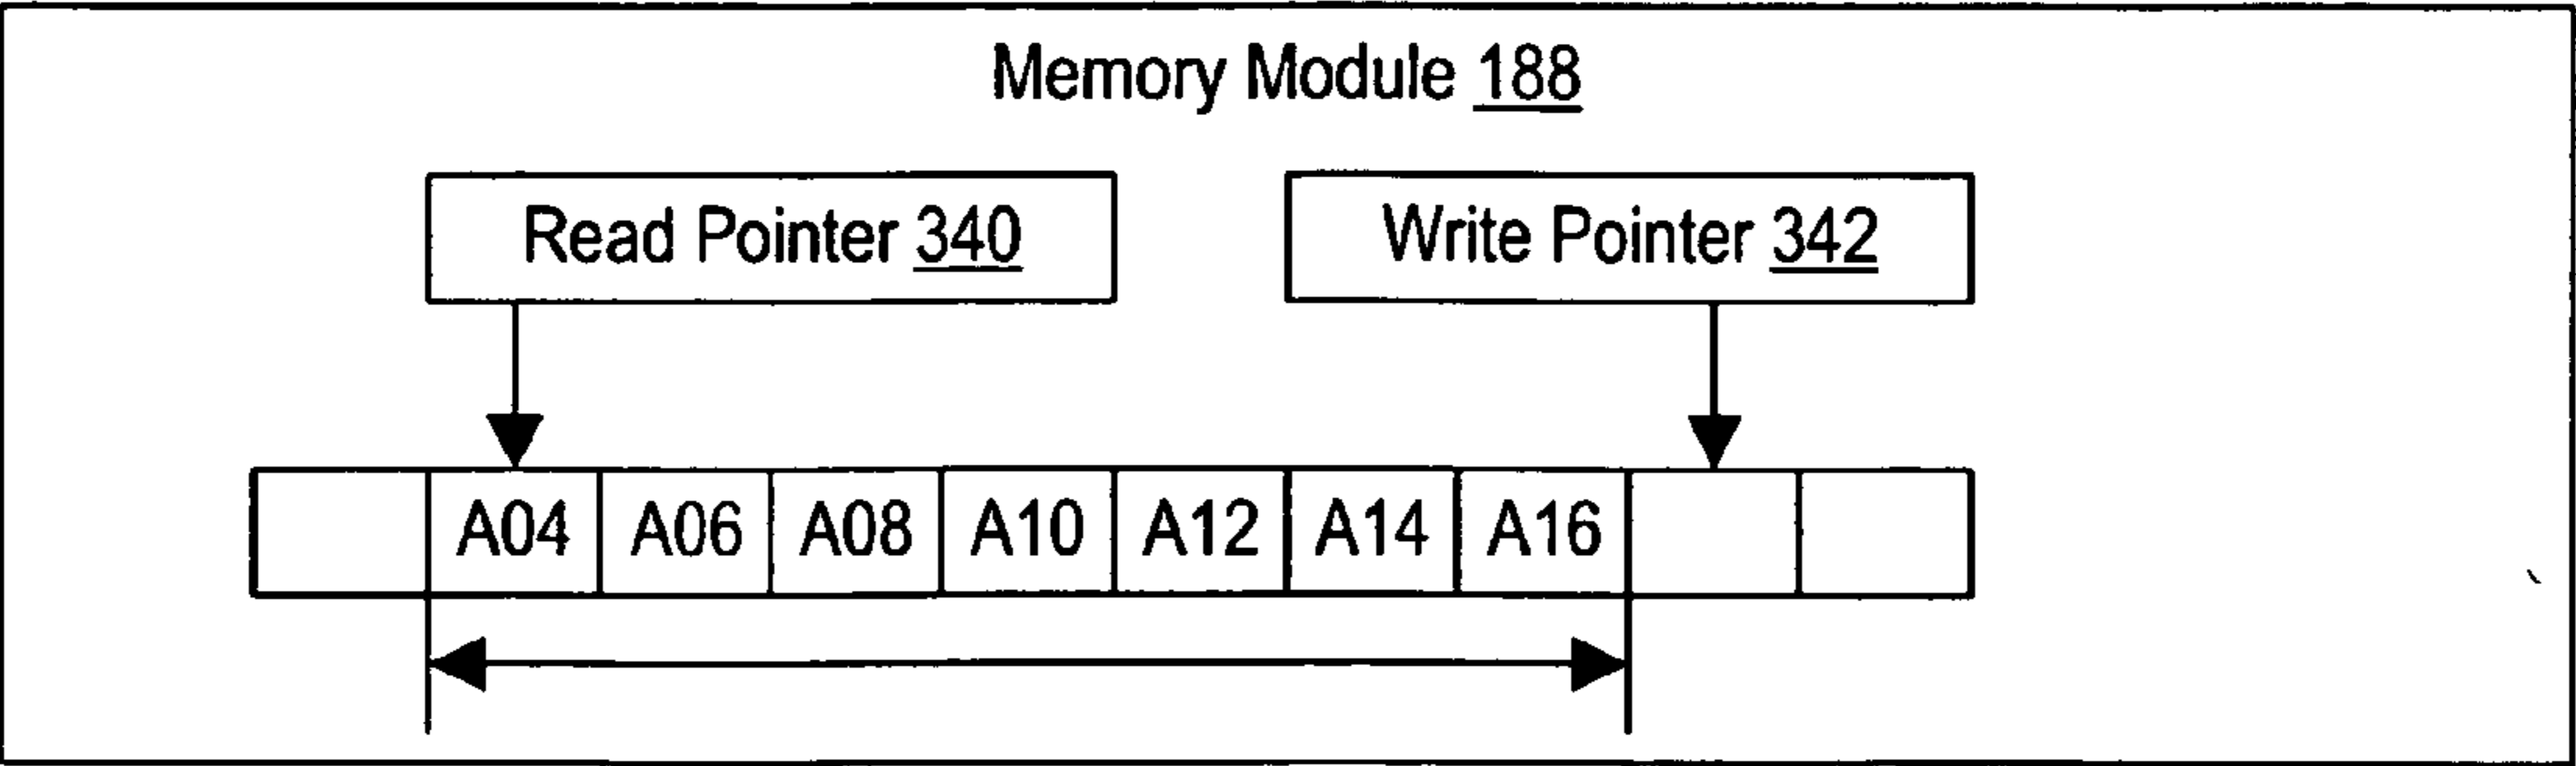 Memory Module 188
Read Pointer 340 Write Pointer 342
A04 A06 A08 A10 A12 A14 A16